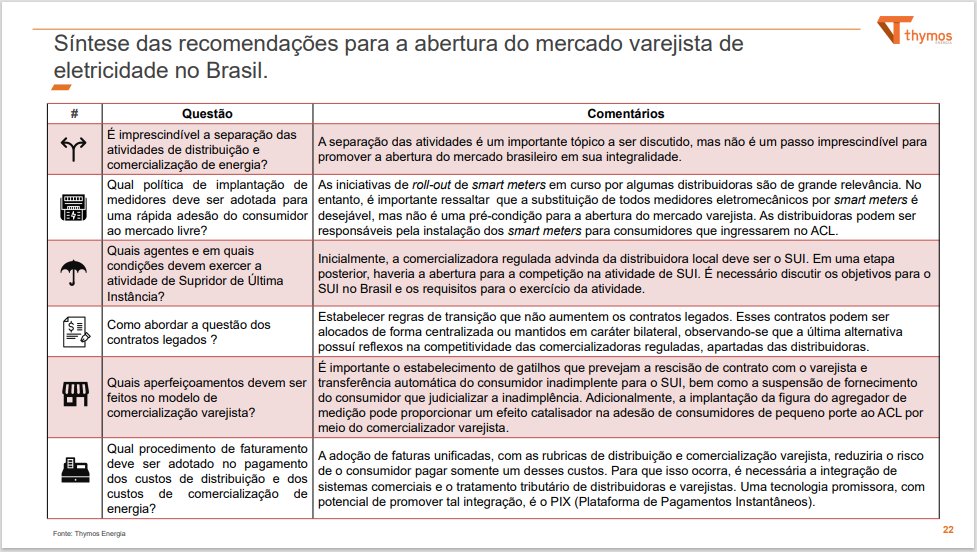 Síntese das recomendações para a abertura do mercado varejista de
eletricidade no Brasil.
thymos
ENERGIA
# Questão Comentários
É imprescindível a separação das
atividades de distribuição e
comercialização de energia?
A separação das atividades é um importante tópico a ser discutido, mas não é um passo imprescindível para
promover a abertura do mercado brasileiro em sua integralidade.
Qual política de implantação de
medidores deve ser adotada para
uma rápida adesão do consumidor
ao mercado livre?
As iniciativas de roll-out de smart meters em curso por algumas distribuidoras são de grande relevância. No
entanto, é importante ressaltar que a substituição de todos medidores eletromecânicos por smart meters é
desejável, mas não é uma pré-condição para a abertura do mercado varejista. As distribuidoras podem ser
responsáveis pela instalação dos smart meters para consumidores que ingressarem no ACL.
Quais agentes e em quais
condições devem exercer a
atividade de Supridor de Última
Instância?
Inicialmente, a comercializadora regulada advinda da distribuidora local deve ser o SUI. Em uma etapa
posterior, haveria a abertura para a competição na atividade de SUI. É necessário discutir os objetivos para o
SUI no Brasil e os requisitos para o exercício da atividade.
Como abordar a questão dos
contratos legados ?
Estabelecer regras de transição que não aumentem os contratos legados. Esses contratos podem ser
alocados de forma centralizada ou mantidos em caráter bilateral, observando-se que a última alternativa
possuí reflexos na competitividade das comercializadoras reguladas, apartadas das distribuidoras.
Quais aperfeiçoamentos devem ser
feitos no modelo de
comercialização varejista?
É importante o estabelecimento de gatilhos que prevejam a rescisão de contrato com o varejista e
transferência automática do consumidor inadimplente para o SUI, bem como a suspensão de fornecimento
do consumidor que judicializar a inadimplência. Adicionalmente, a implantação da figura do agregador de
medição pode proporcionar um efeito catalisador na adesão de consumidores de pequeno porte ao ACL por
meio do comercializador varejista.
Qual procedimento de faturamento
deve ser adotado no pagamento
dos custos de distribuição e dos
custos de comercialização de
energia?
A adoção de faturas unificadas, com as rubricas de distribuição e comercialização varejista, reduziria o risco
de o consumidor pagar somente um desses custos. Para que isso ocorra, é necessária a integração de
sistemas comerciais e o tratamento tributário de distribuidoras e varejistas. Uma tecnologia promissora, com
potencial de promover tal integração, é o PIX (Plataforma de Pagamentos Instantâneos).
Fonte: Thymos Energia
22